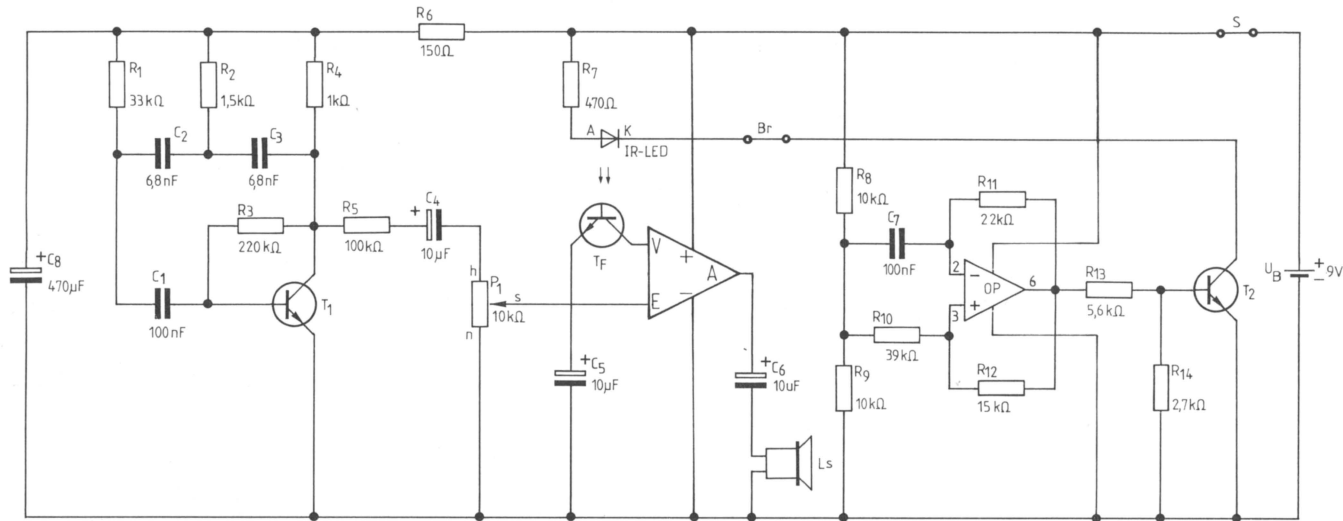 R6
150Ω
S
R1
33kΩ
R2
1,5kΩ
R4
1kΩ
R7
470Ω
C2
6,8nF
C3
6,8nF
A
K
IR-LED
Br
R8
10kΩ
R11
22kΩ
C7
100nF
R3
220kΩ
R5
100kΩ
+
C4
10µF
TF
V
+
A
E
−
h
P1
s
10kΩ
n
+
C8
470µF
C1
100nF
T1
2
−
OP
6
+
3
R13
5,6kΩ
T2
UB
+
−
9V
R10
39kΩ
R12
15kΩ
R9
10kΩ
R14
2,7kΩ
+
C5
10µF
+
C6
10uF
Ls